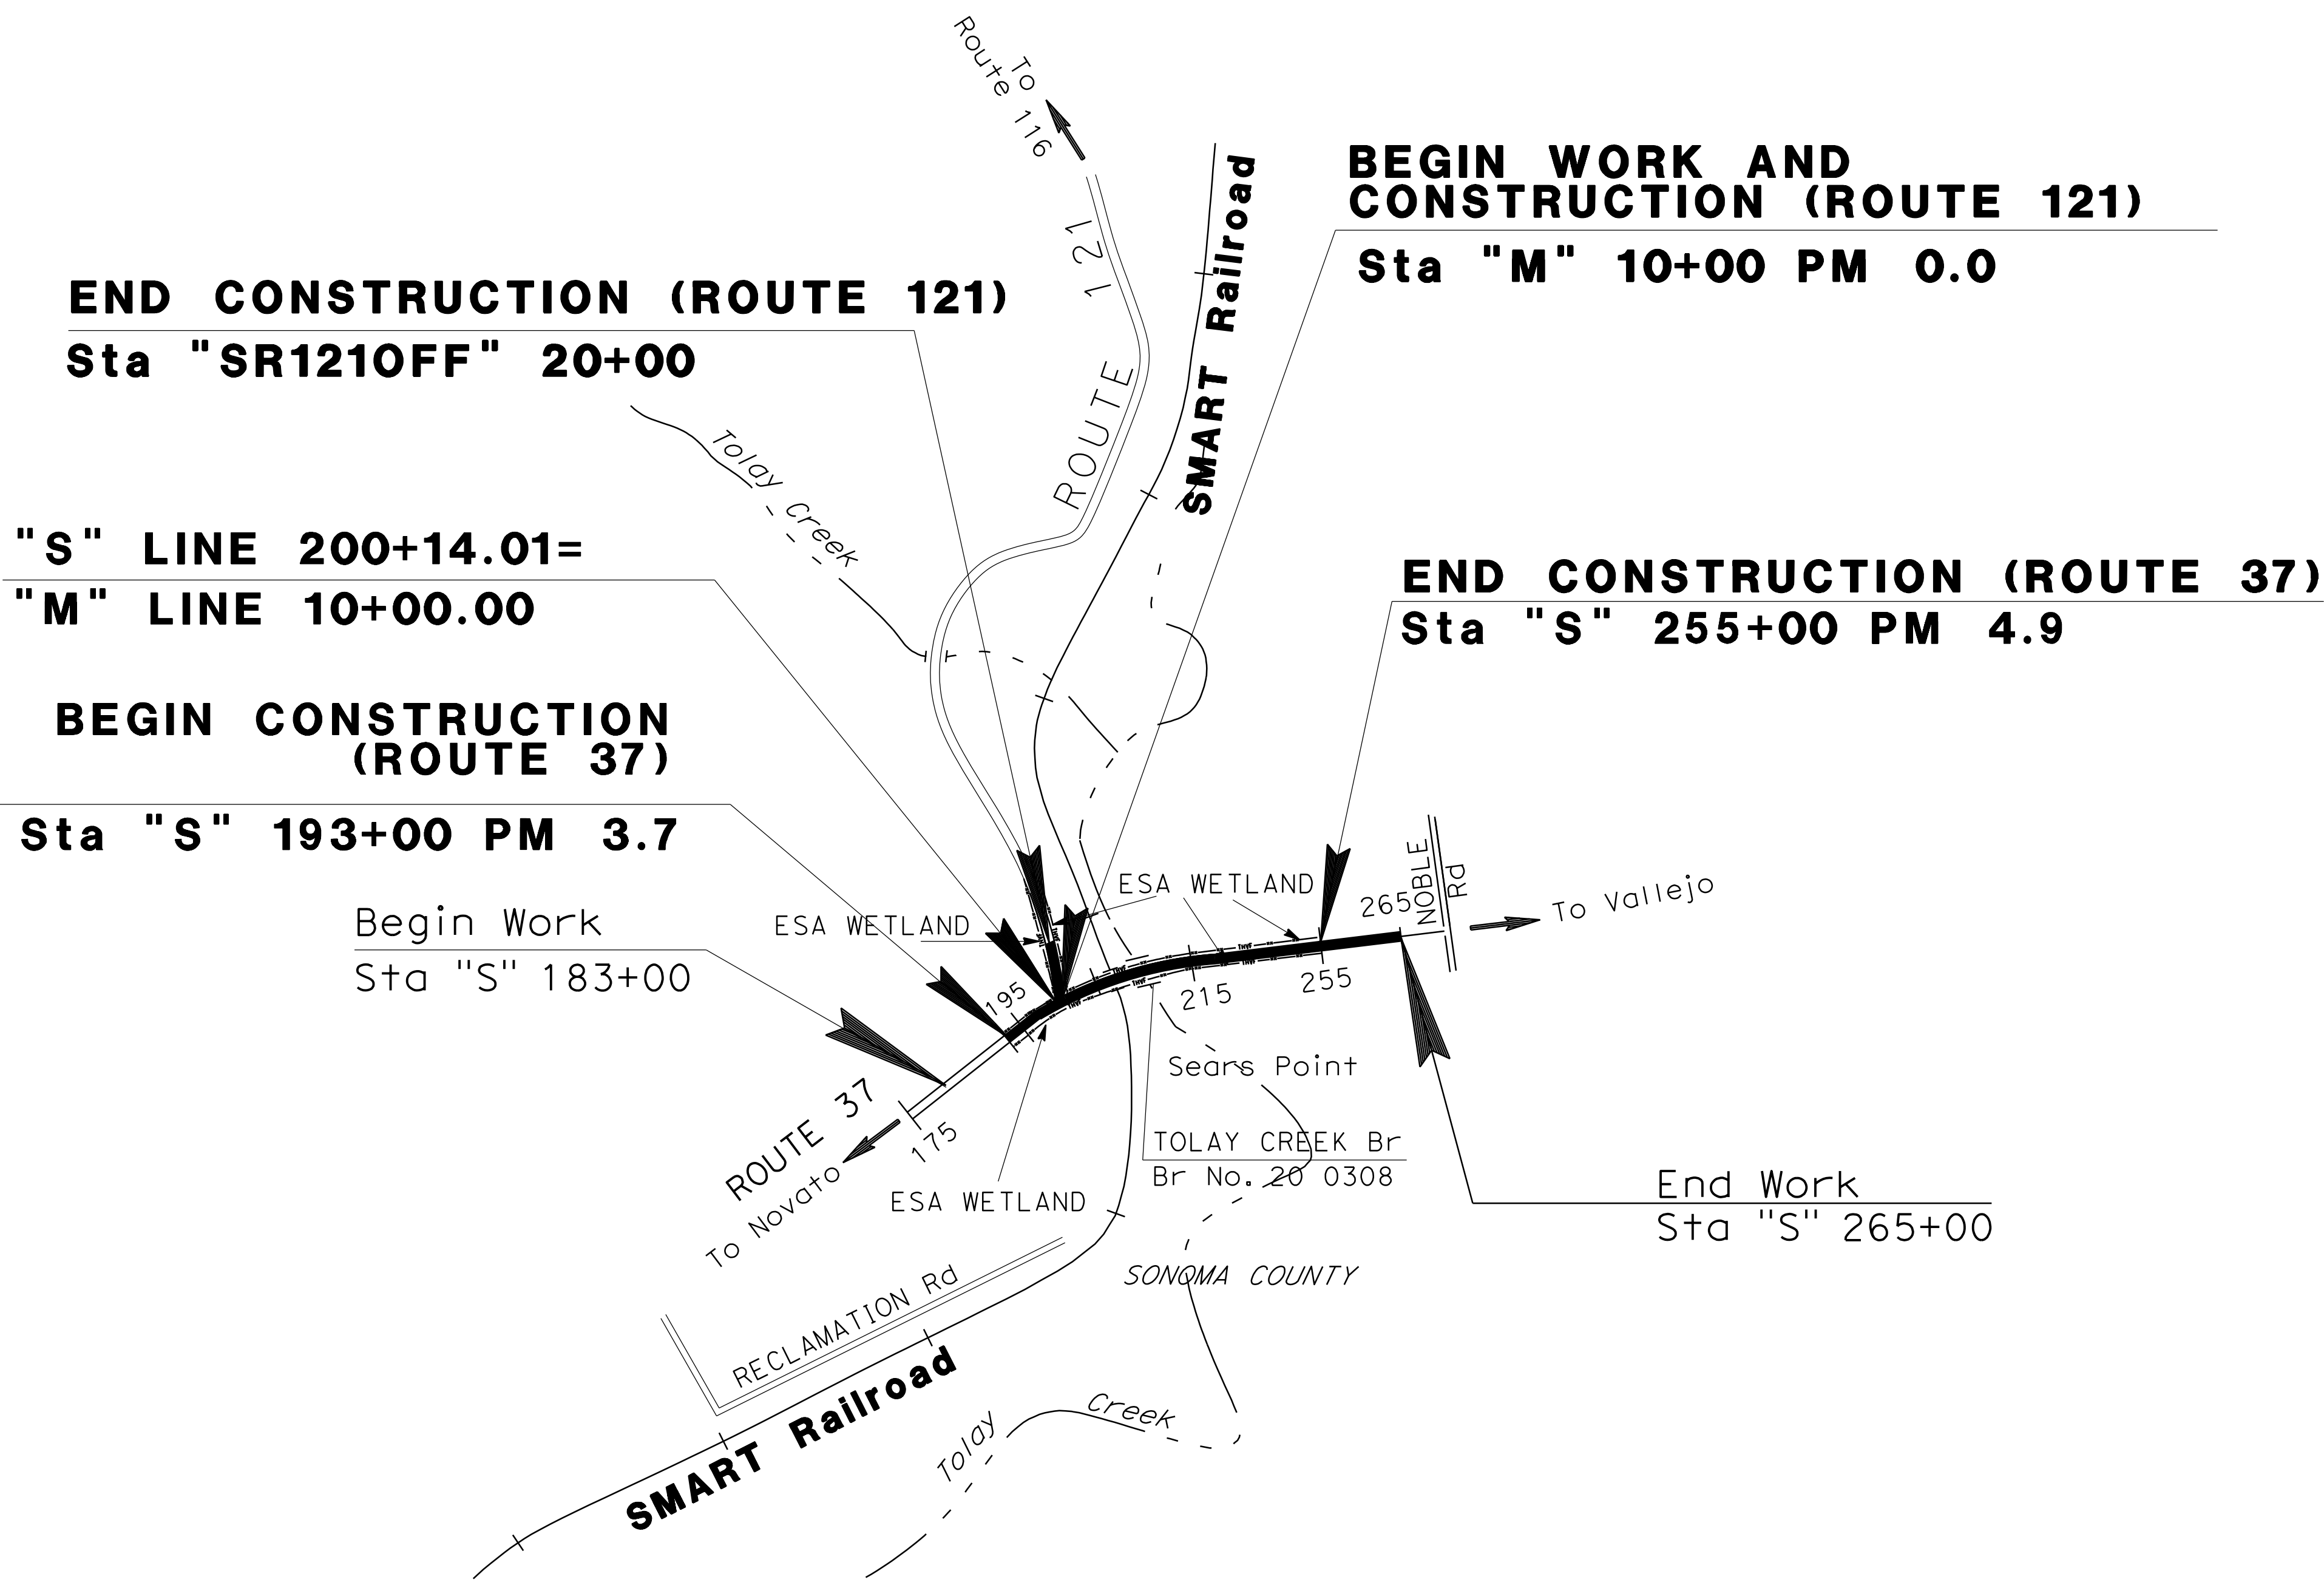 To
Route 116
BEGIN WORK AND
CONSTRUCTION (ROUTE 121)
Sta "M" 10+00 PM 0.0
SMART Railroad
ROUTE 121
END CONSTRUCTION (ROUTE 121)
Sta "SR121OFF" 20+00
Tolay Creek
"S" LINE 200+14.01=
"M" LINE 10+00.00
END CONSTRUCTION (ROUTE 37)
Sta "S" 255+00 PM 4.9
BEGIN CONSTRUCTION
(ROUTE 37)
Sta "S" 193+00 PM 3.7
ESA WETLAND
265
NOBLE
Rd
To Vallejo
Begin Work
Sta "S" 183+00
ESA WETLAND
195
215
255
Sears Point
ROUTE 37
175
To Novato
TOLAY CREEK Br
Br No. 20 0308
ESA WETLAND
End Work
Sta "S" 265+00
SONOMA COUNTY
RECLAMATION Rd
SMART Railroad
Tolay Creek